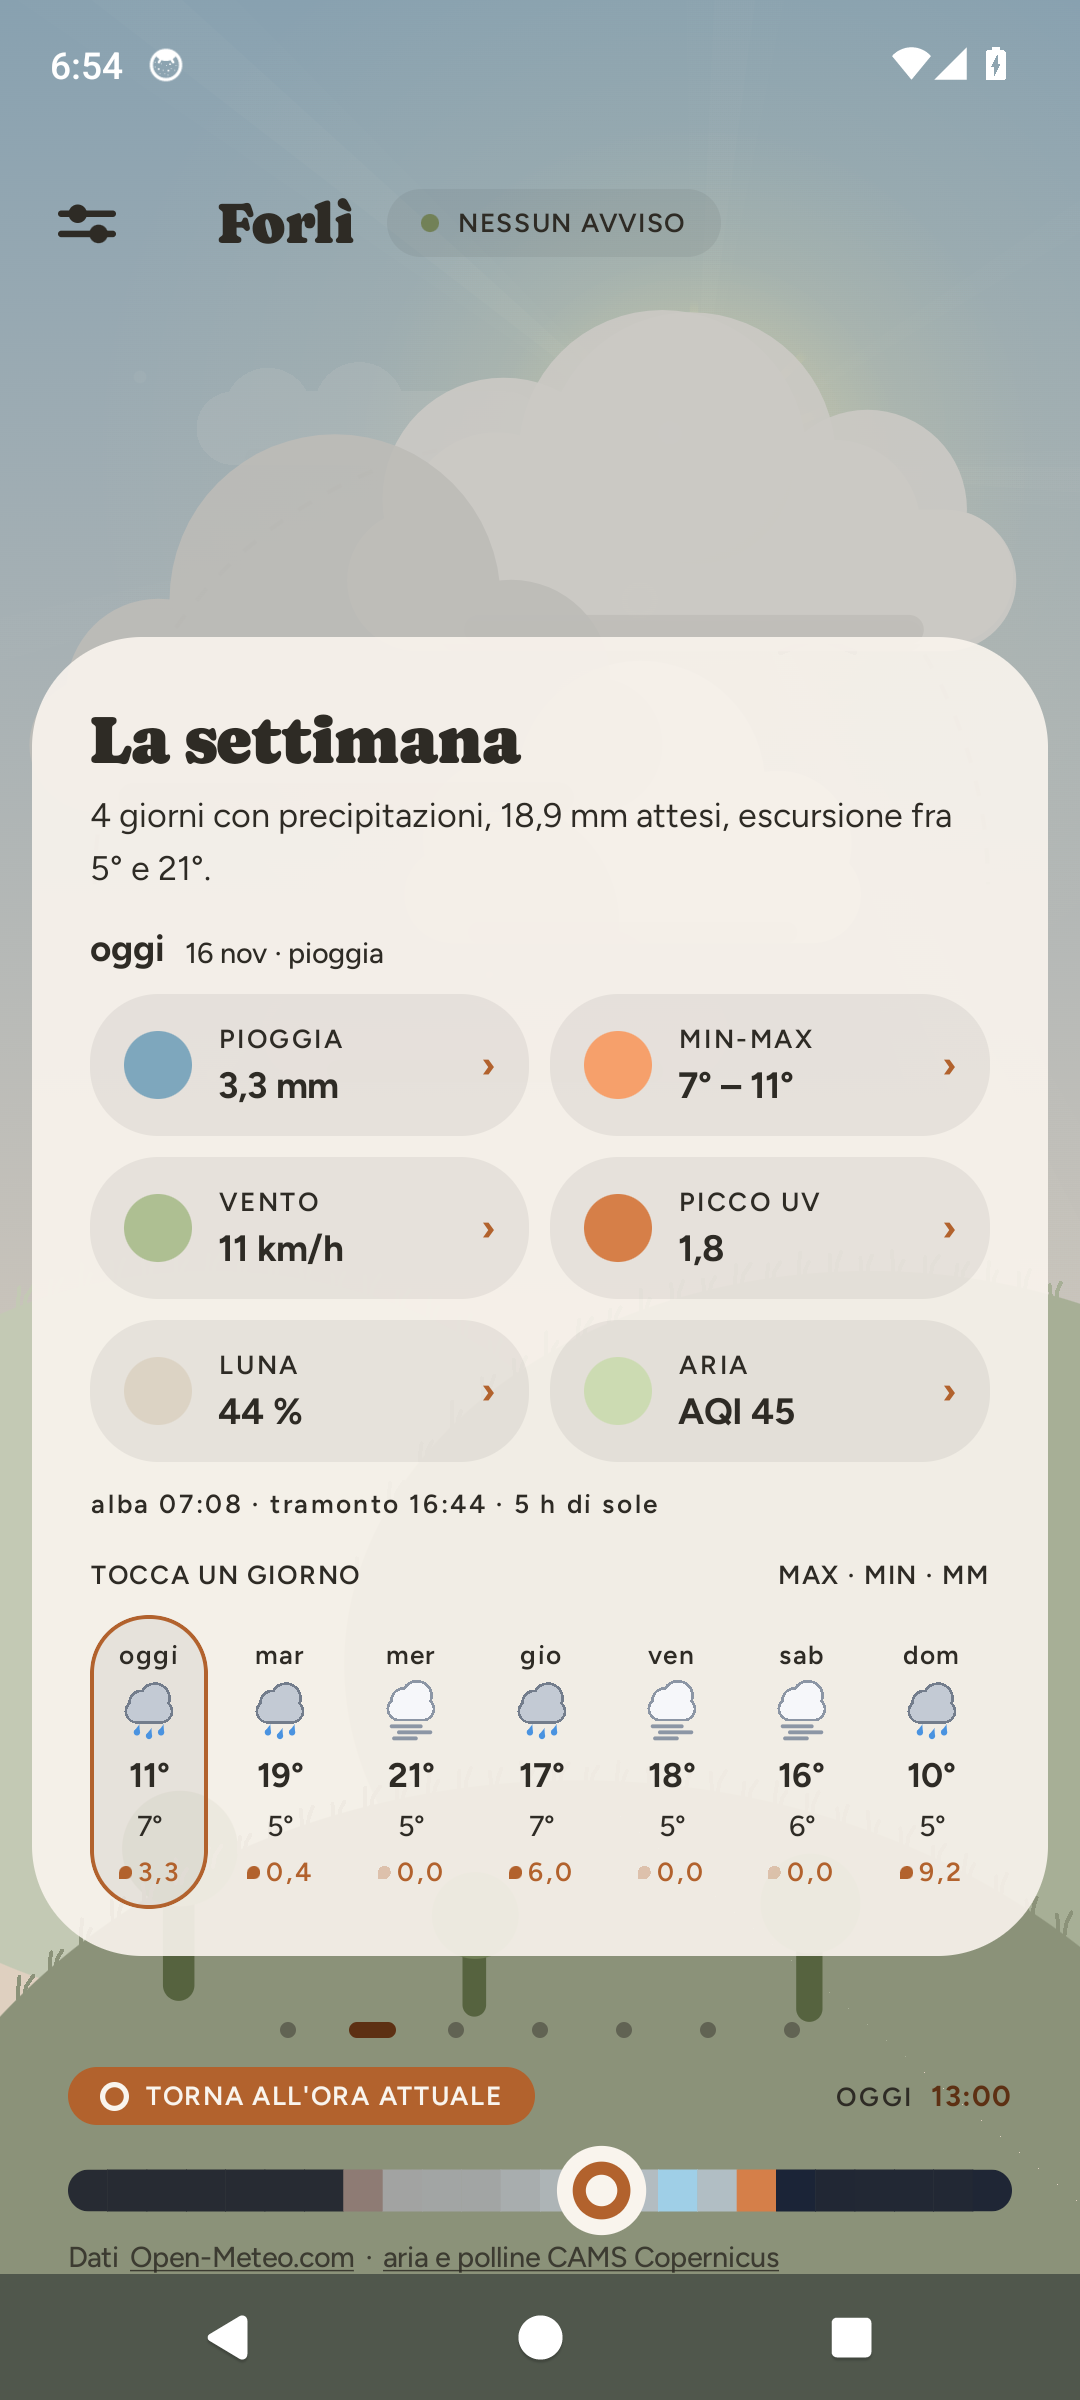 6:54
Forlì
NESSUN AVVISO
La settimana
4 giorni con precipitazioni, 18,9 mm attesi, escursione fra
5° e 21°.
oggi 16 nov · pioggia
PIOGGIA
3,3 mm
›
MIN-MAX
7° – 11°
›
VENTO
11 km/h
›
PICCO UV
1,8
›
LUNA
44 %
›
ARIA
AQI 45
›
alba 07:08 · tramonto 16:44 · 5 h di sole
TOCCA UN GIORNO MAX · MIN · MM
oggi mar mer gio ven sab dom
11° 19° 21° 17° 18° 16° 10°
7° 5° 5° 7° 5° 6° 5°
3,3 0,4 0,0 6,0 0,0 0,0 9,2
TORNA ALL'ORA ATTUALE
OGGI 13:00
Dati Open-Meteo.com · aria e polline CAMS Copernicus